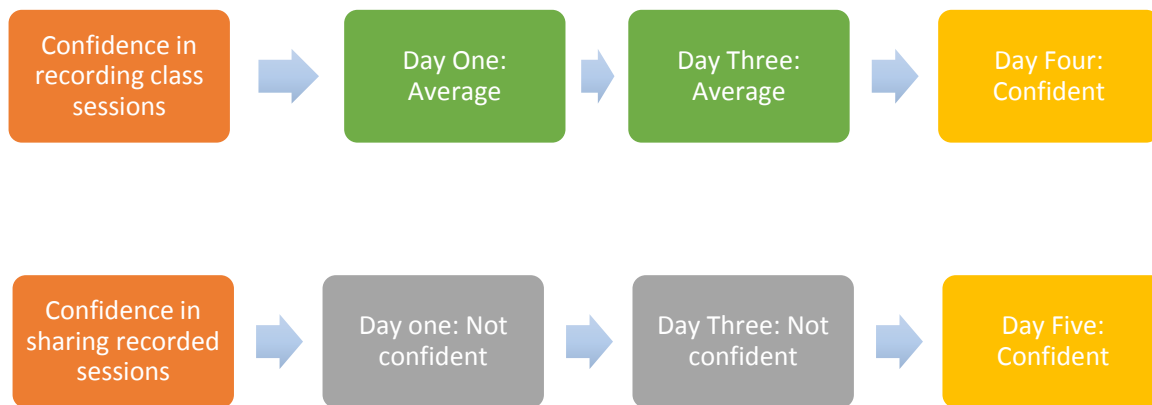 Confidence in
recording class
sessions
Day One:
Average
Day Three:
Average
Day Four:
Confident
Confidence in
sharing recorded
sessions
Day one: Not
confident
Day Three: Not
confident
Day Five:
Confident